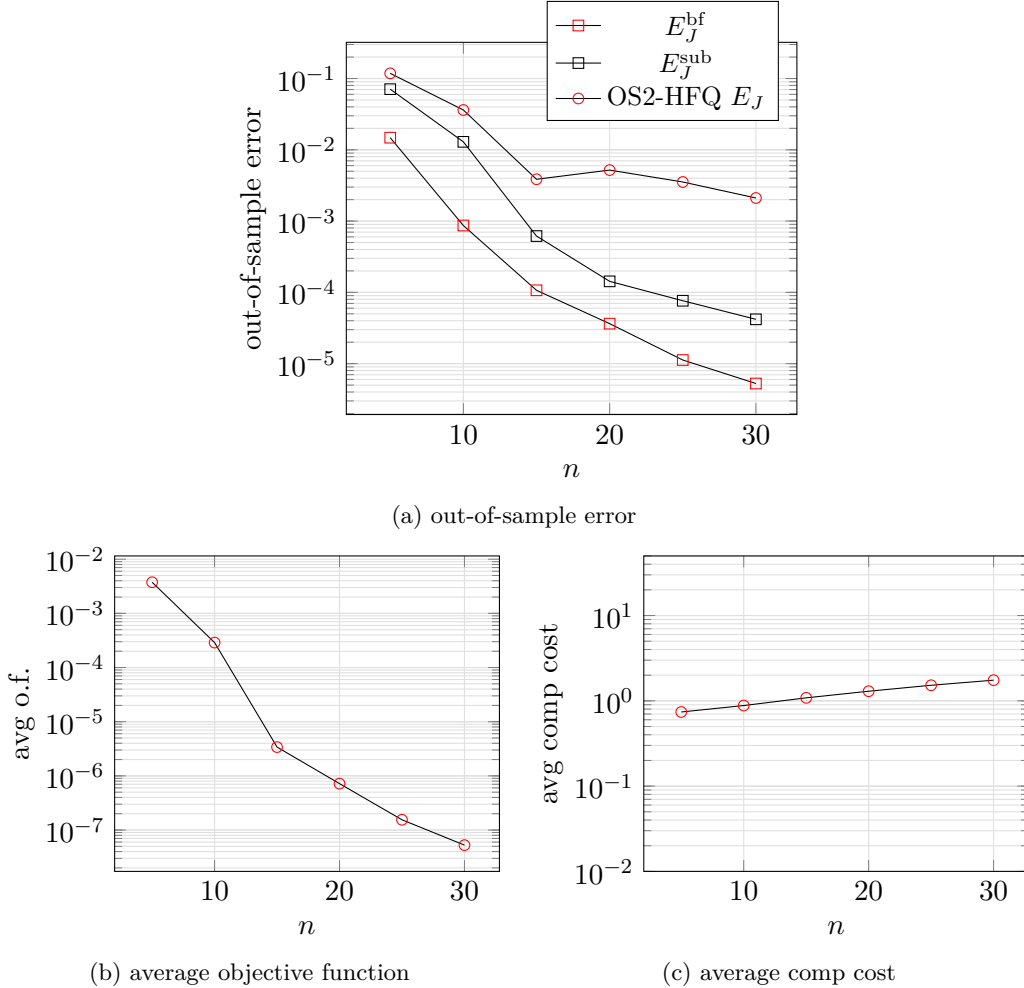 E_J^bf
E_J^sub
OS2-HFQ E_J
10^−1
10^−2
10^−3
10^−4
10^−5
out-of-sample error
10 20 30
n
(a) out-of-sample error
10^−2
10^−3
10^−4
10^−5
10^−6
10^−7
avg o.f.
10 20 30
n
(b) average objective function
10^1
10^0
10^−1
10^−2
avg comp cost
10 20 30
n
(c) average comp cost